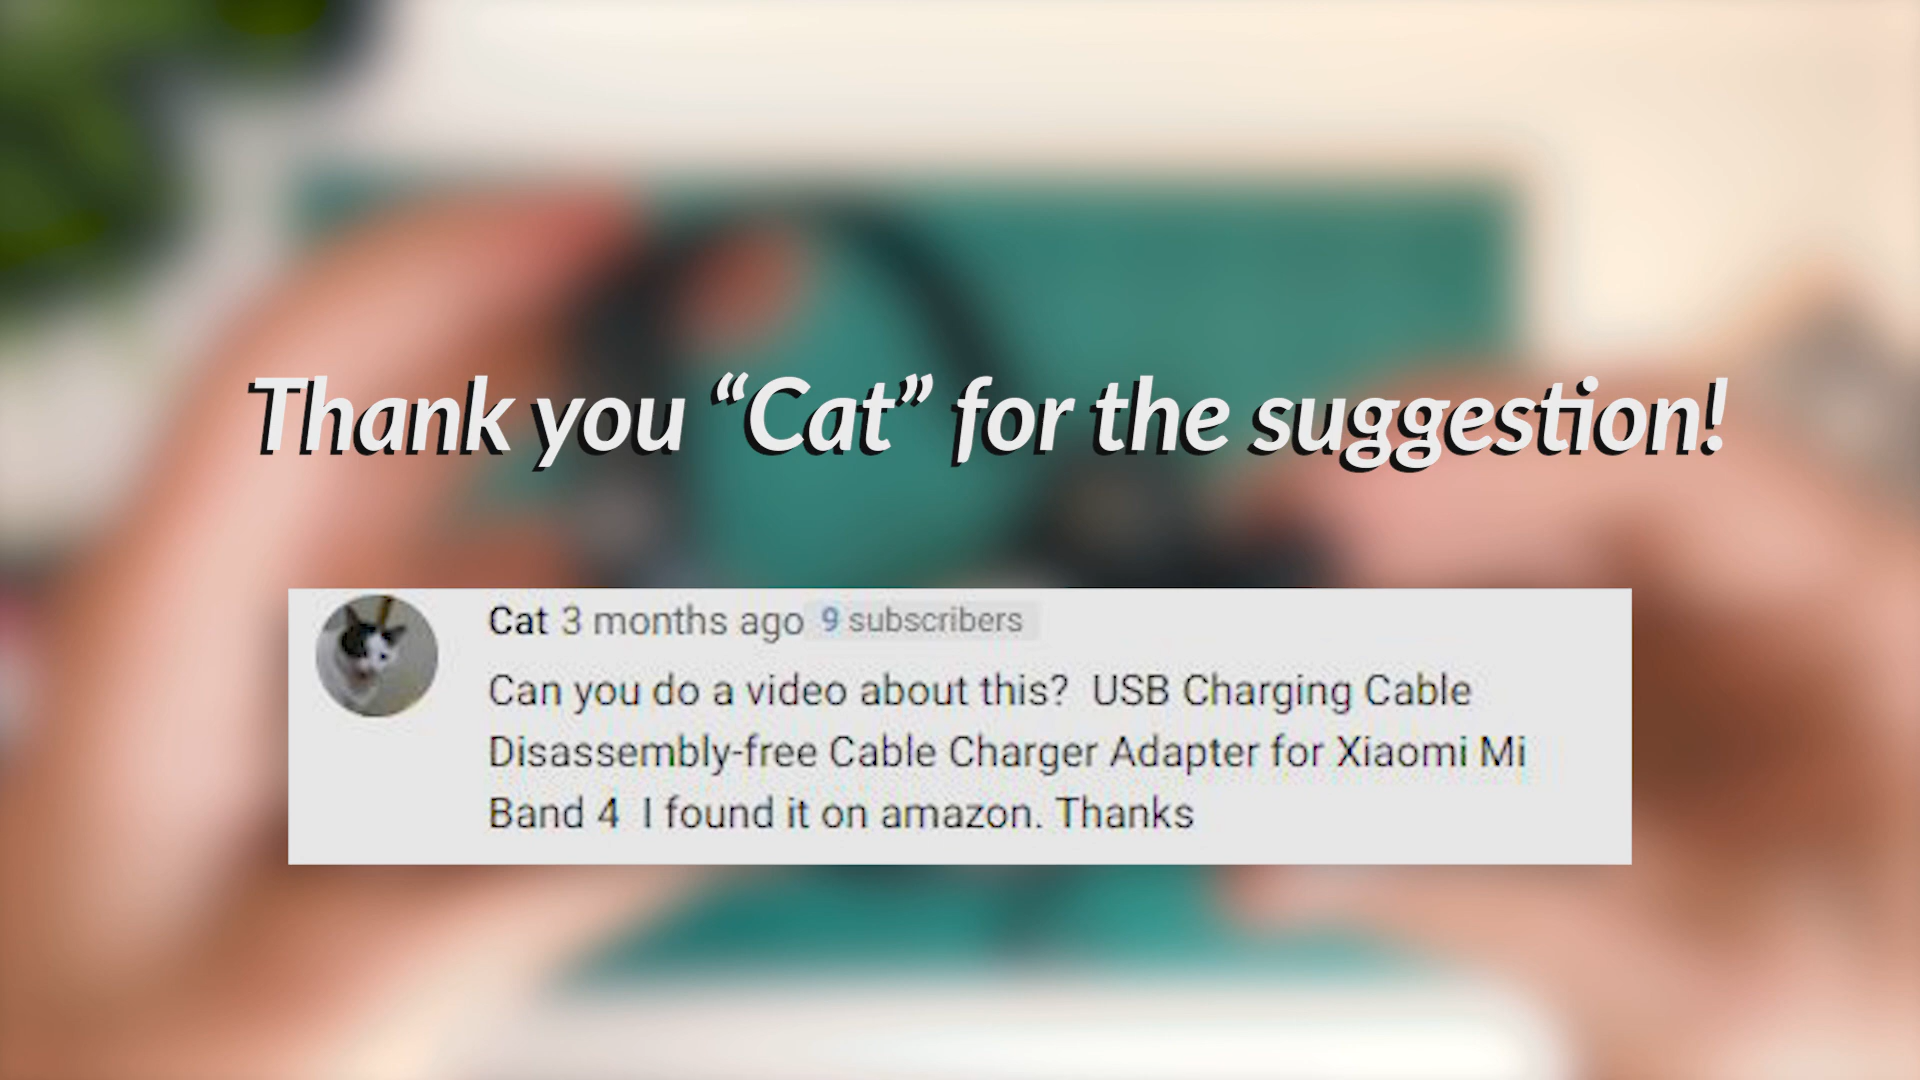 Thank you “Cat” for the suggestion!
Cat 3 months ago 9 subscribers
Can you do a video about this?  USB Charging Cable
Disassembly-free Cable Charger Adapter for Xiaomi Mi
Band 4  I found it on amazon. Thanks